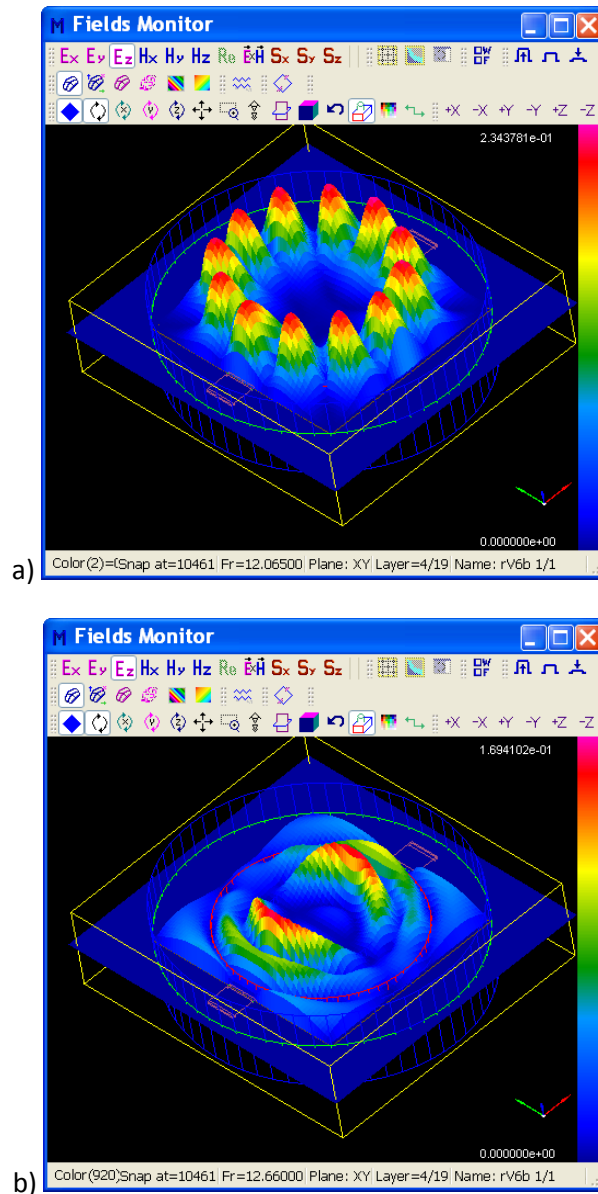 M Fields Monitor
Ex Ey Ez Hx Hy Hz Re ExH Sx Sy Sz
+X -X +Y -Y +Z -Z
2.343781e-01
0.000000e+00
a)
Color(2)=(Snap at=10461 Fr=12.06500 Plane: XY Layer=4/19 Name: rV6b 1/1
M Fields Monitor
Ex Ey Ez Hx Hy Hz Re ExH Sx Sy Sz
+X -X +Y -Y +Z -Z
1.694102e-01
0.000000e+00
b)
Color(920)Snap at=10461 Fr=12.66000 Plane: XY Layer=4/19 Name: rV6b 1/1